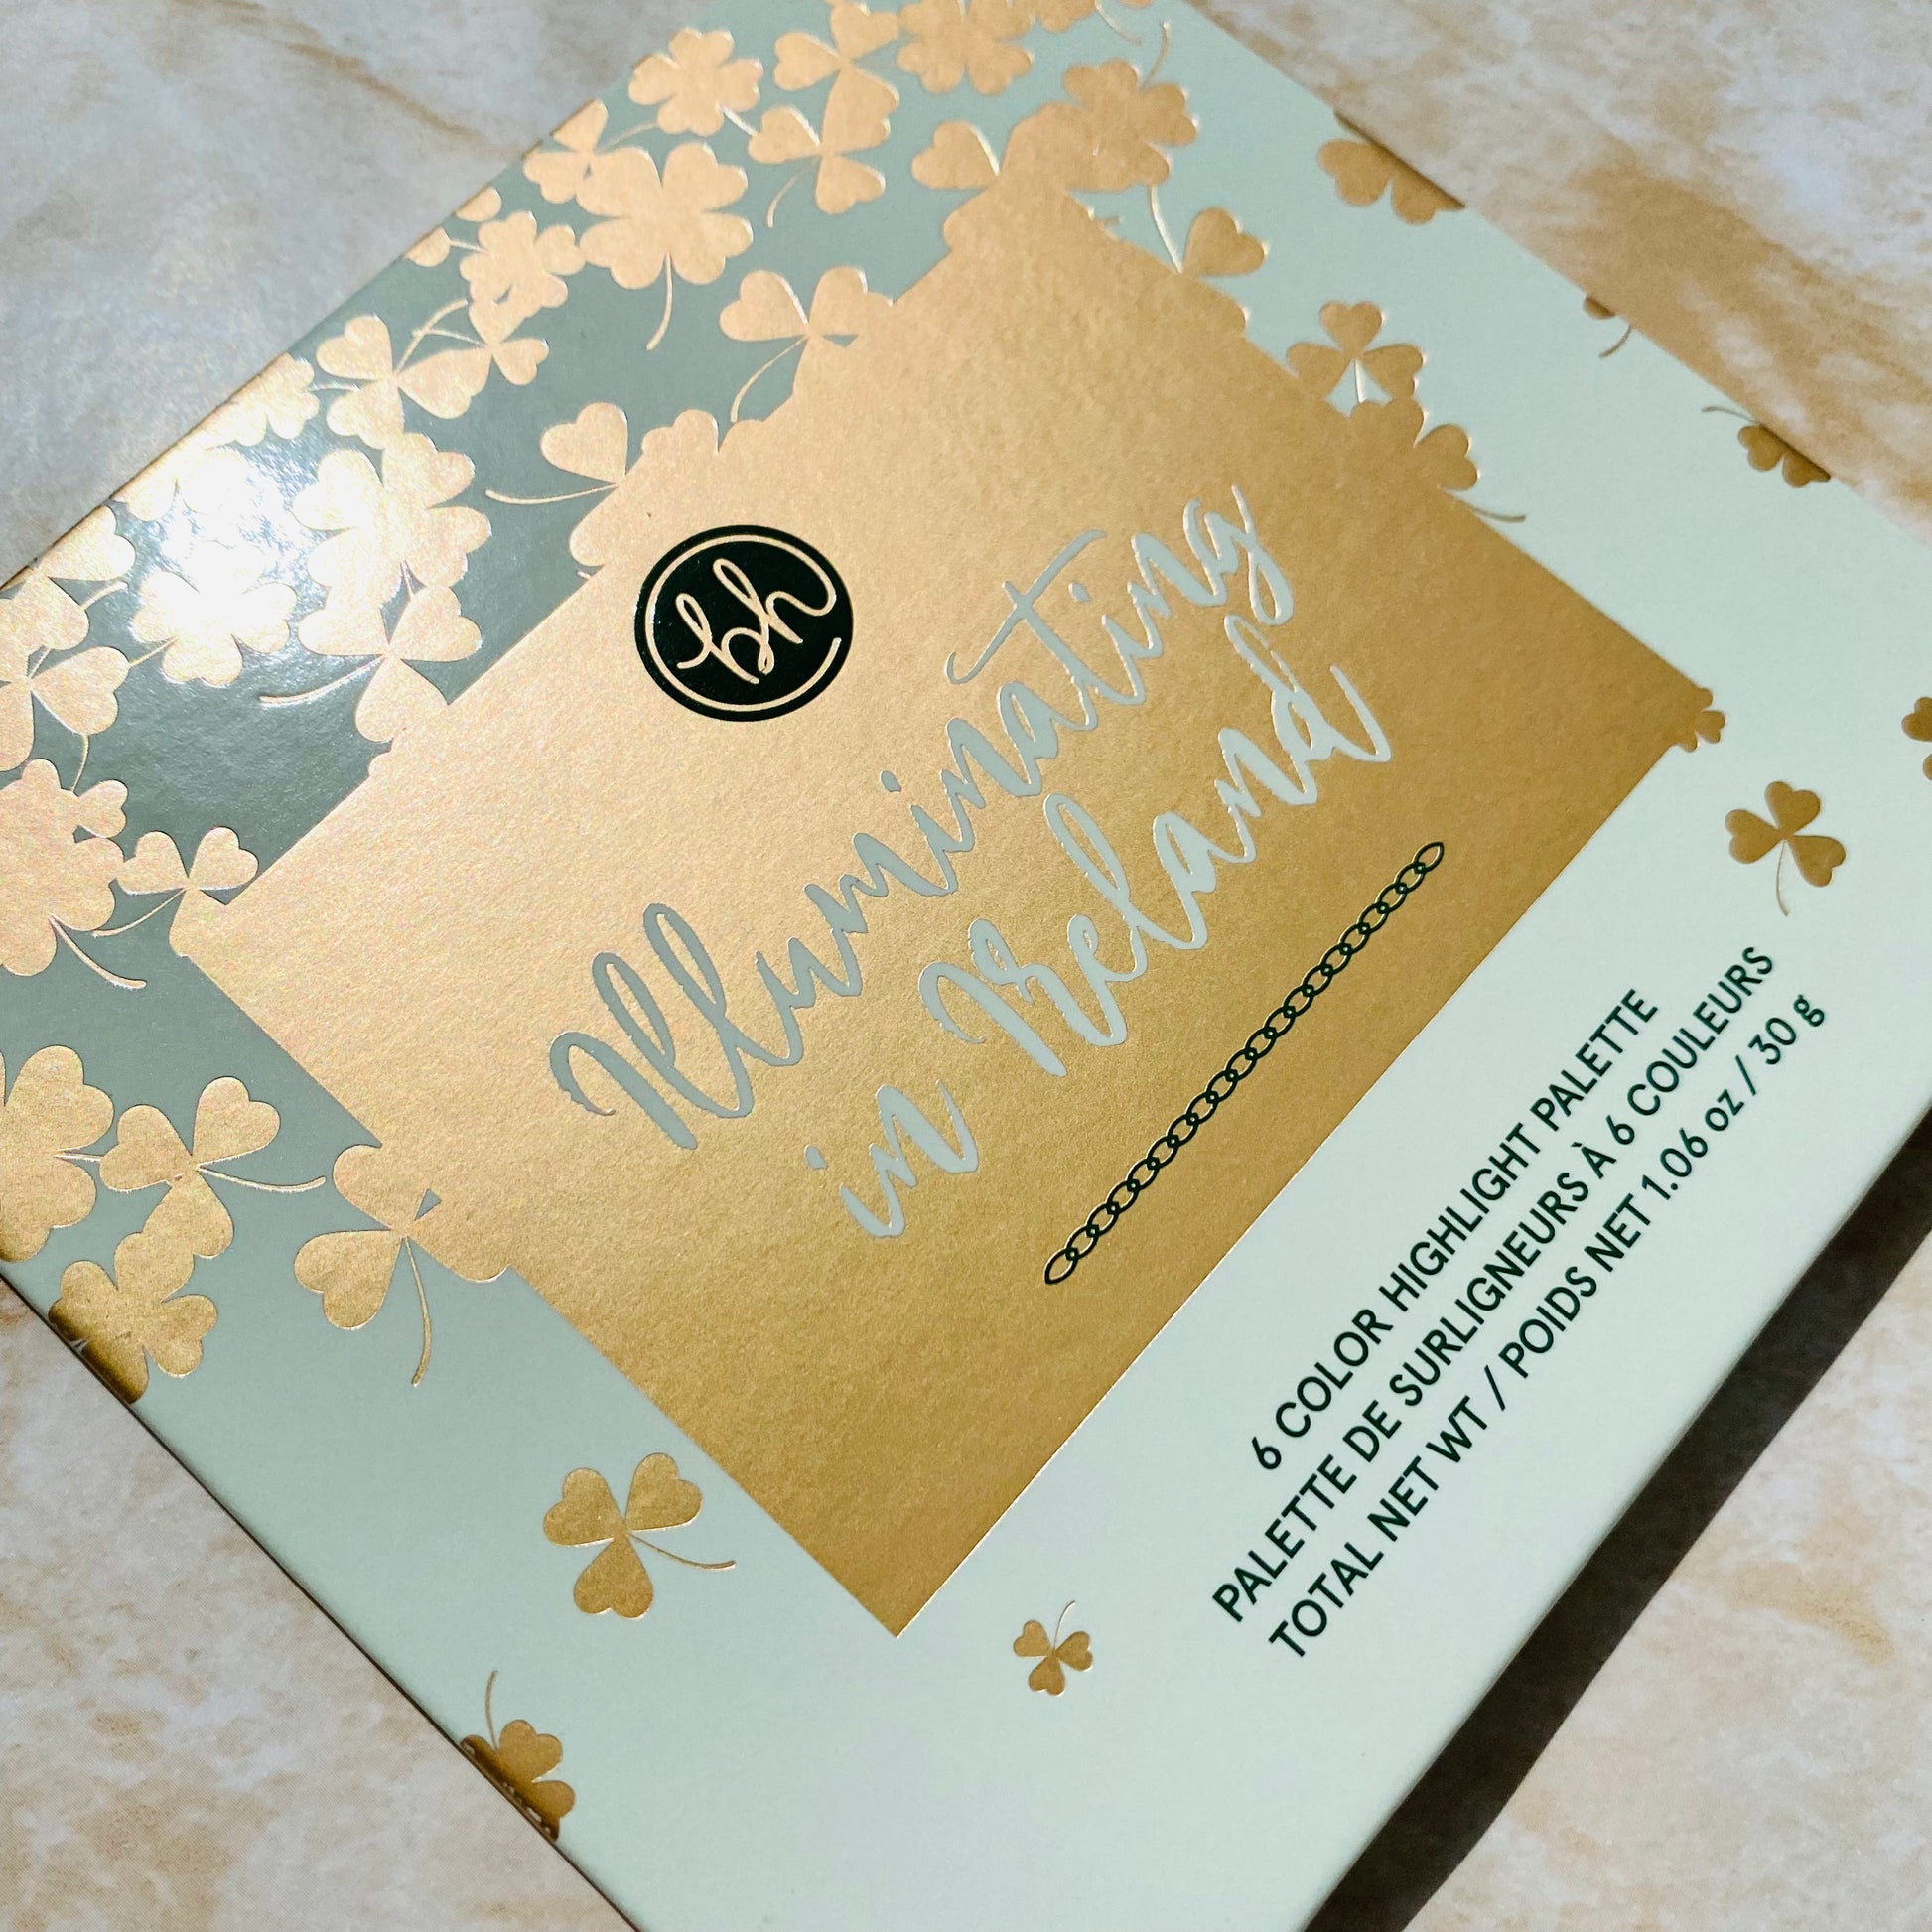 bh
Illuminating
in Ireland
6 COLOR HIGHLIGHT PALETTE
PALETTE DE SURLIGNEURS À 6 COULEURS
TOTAL NET WT / POIDS NET 1.06 oz / 30 g